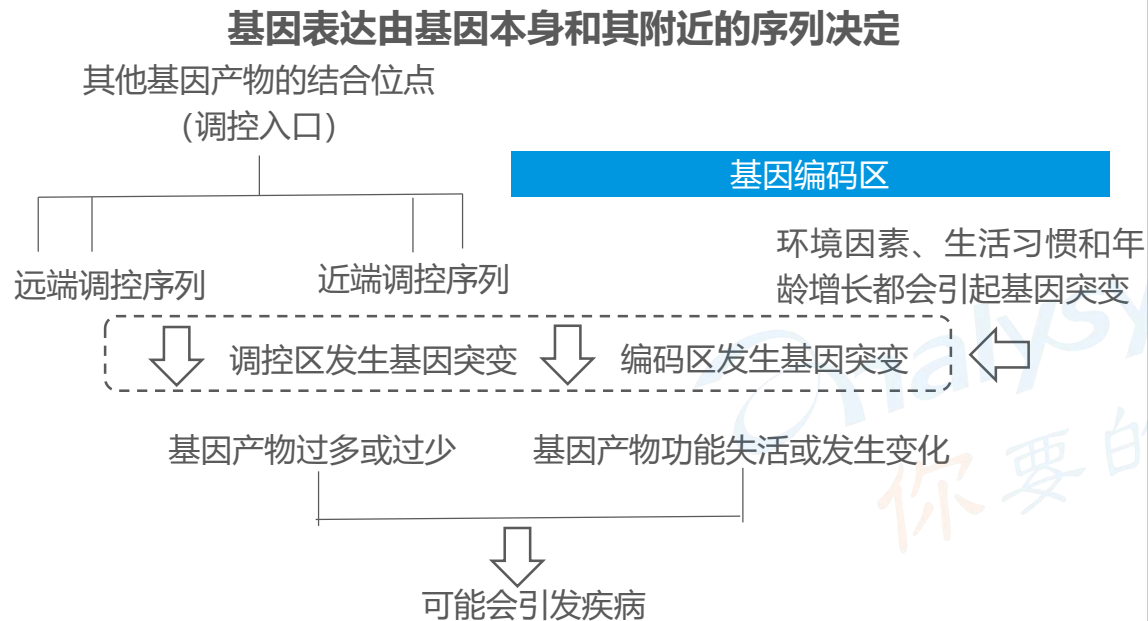 基因表达由基因本身和其附近的序列决定
其他基因产物的结合位点
(调控入口)
基因编码区
环境因素、生活习惯和年
龄增长都会引起基因突变
远端调控序列
近端调控序列
调控区发生基因突变
编码区发生基因突变
基因产物过多或过少
基因产物功能失活或发生变化
可能会引发疾病
nalysy
你要的